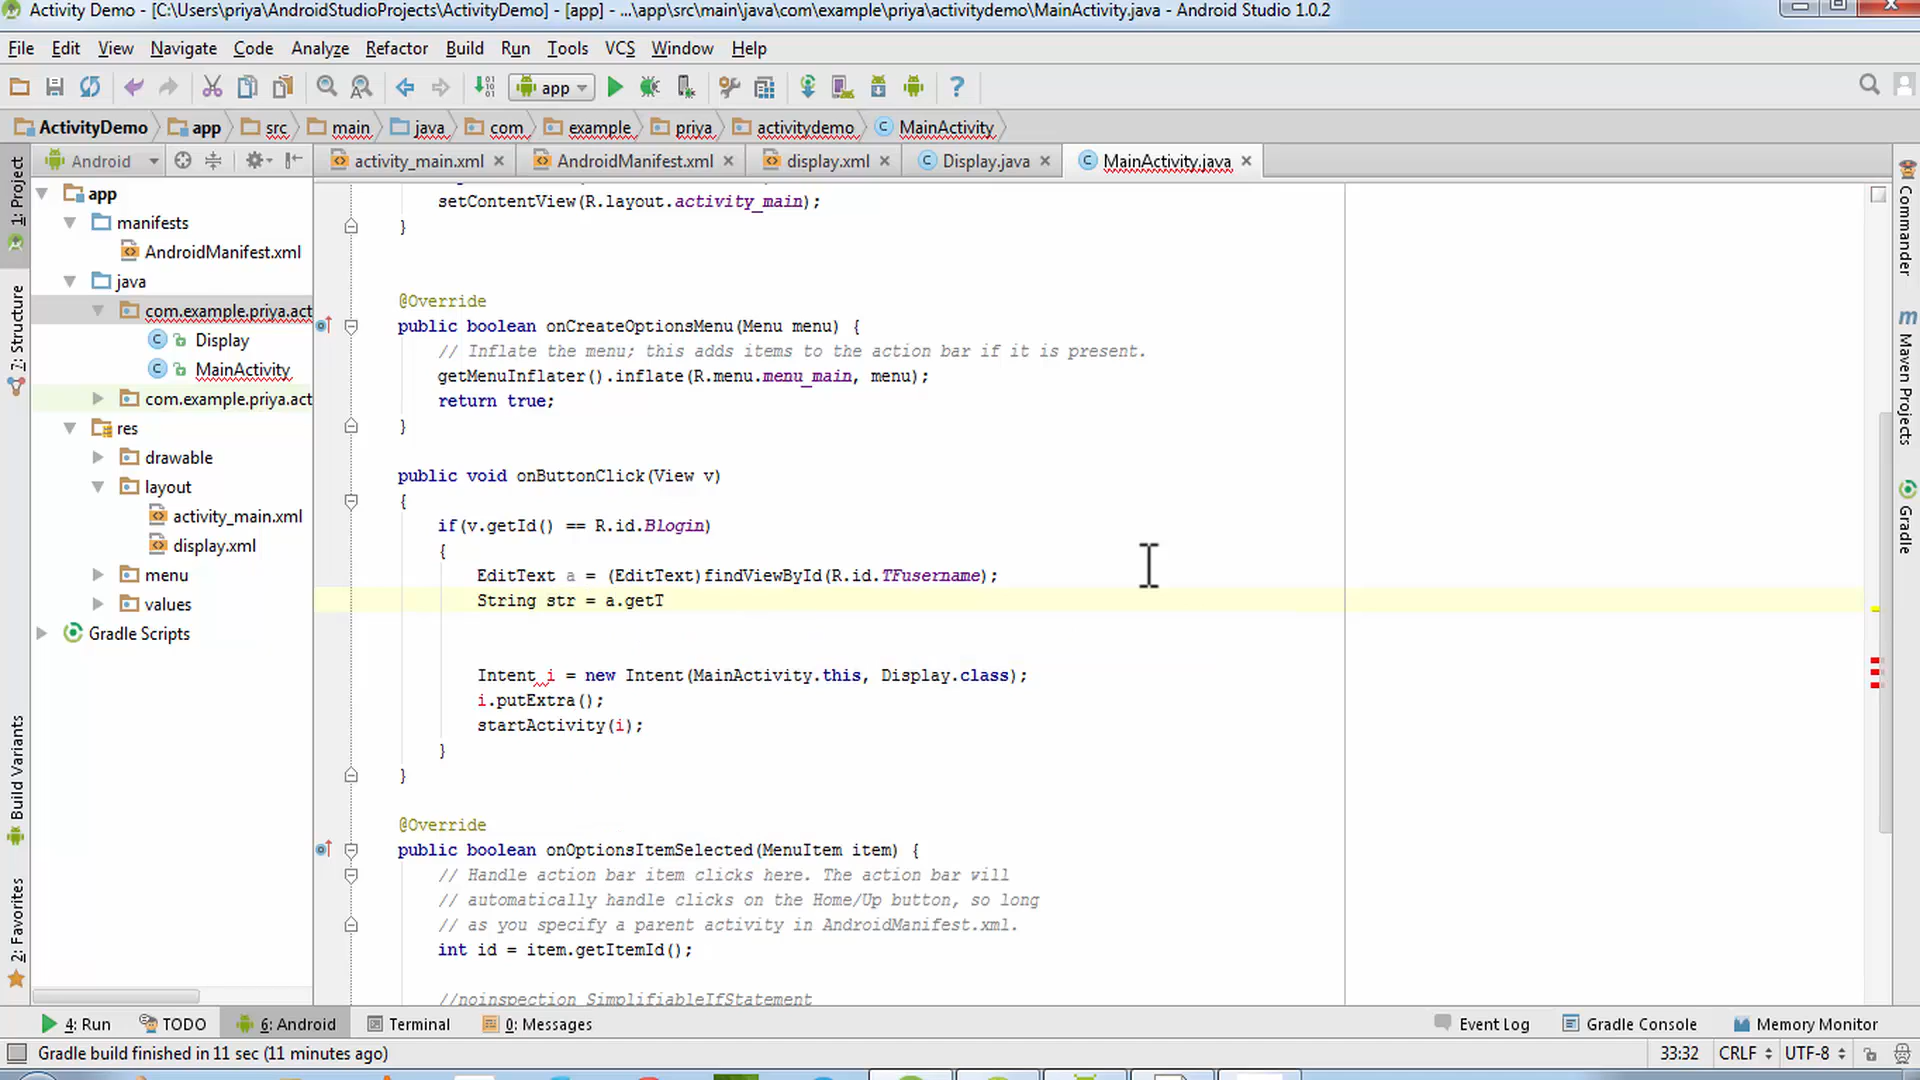 Activity Demo - [C:\Users\priya\AndroidStudioProjects\ActivityDemo] - [app] - ...\app\src\main\java\com\example\priya\activitydemo\MainActivity.java - Android Studio 1.0.2
File Edit View Navigate Code Analyze Refactor Build Run Tools VCS Window Help
app
ActivityDemo app src main java com example priya activitydemo MainActivity
Android
activity_main.xml AndroidManifest.xml display.xml Display.java MainActivity.java
1: Project
7: Structure
Build Variants
2: Favorites
app
manifests
AndroidManifest.xml
java
com.example.priya.act
Display
MainActivity
com.example.priya.act
res
drawable
layout
activity_main.xml
display.xml
menu
values
Gradle Scripts
setContentView(R.layout.activity_main);
}
@Override
public boolean onCreateOptionsMenu(Menu menu) {
// Inflate the menu; this adds items to the action bar if it is present.
getMenuInflater().inflate(R.menu.menu_main, menu);
return true;
}
public void onButtonClick(View v)
{
if(v.getId() == R.id.Blogin)
{
EditText a = (EditText)findViewById(R.id.TFusername);
String str = a.getT
Intent i = new Intent(MainActivity.this, Display.class);
i.putExtra();
startActivity(i);
}
}
@Override
public boolean onOptionsItemSelected(MenuItem item) {
// Handle action bar item clicks here. The action bar will
// automatically handle clicks on the Home/Up button, so long
// as you specify a parent activity in AndroidManifest.xml.
int id = item.getItemId();
//noinspection SimplifiableIfStatement
Commander
m Maven Projects
Gradle
4: Run TODO 6: Android Terminal 0: Messages Event Log Gradle Console Memory Monitor
Gradle build finished in 11 sec (11 minutes ago) 33:32 CRLF UTF-8